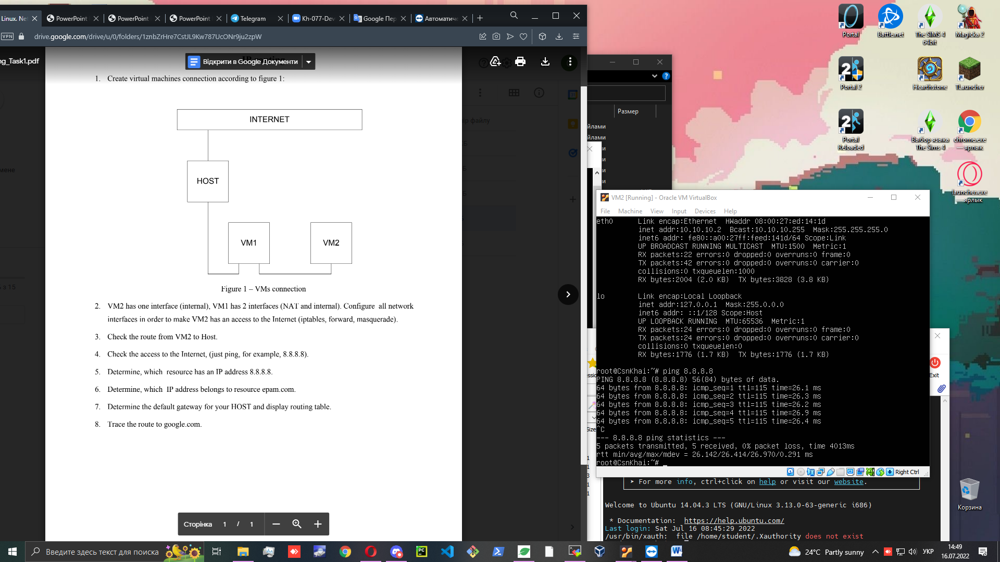 Linux. Ne
PowerPoint
PowerPoint
PowerPoint
Telegram
Kh-077-Dev
Google Пер
Автоматиче
VPN
drive.google.com/drive/u/0/folders/1znbZrHre7CstJL9Kw787UcONr9ju2zpW
ng_Task1.pdf
Відкрити в Google Документи
1. Create virtual machines connection according to figure 1:
INTERNET
HOST
VM1
VM2
Figure 1 – VMs connection
2. VM2 has one interface (internal), VM1 has 2 interfaces (NAT and internal). Configure all network
interfaces in order to make VM2 has an access to the Internet (iptables, forward, masquerade).
3. Check the route from VM2 to Host.
4. Check the access to the Internet, (just ping, for example, 8.8.8.8).
5. Determine, which resource has an IP address 8.8.8.8.
6. Determine, which IP address belongs to resource epam.com.
7. Determine the default gateway for your HOST and display routing table.
8. Trace the route to google.com.
Сторінка 1 / 1
ір файлу
мене
з 15
Размер
йлами
йлами
Portal
Battle.net
The SIMS 4
64bit
Magicka 2
Portal 2
Hearthstone
TLauncher
Portal
Reloaded
Выбор языка
The Sims 4
chrome.exe
— ярлык
launcher.exe
— ярлык
Корзина
VM2 [Running] - Oracle VM VirtualBox
File Machine View Input Devices Help
eth0 Link encap:Ethernet HWaddr 08:00:27:ed:14:1d
inet addr:10.10.10.2 Bcast:10.10.10.255 Mask:255.255.255.0
inet6 addr: fe80::a00:27ff:feed:141d/64 Scope:Link
UP BROADCAST RUNNING MULTICAST MTU:1500 Metric:1
RX packets:22 errors:0 dropped:0 overruns:0 frame:0
TX packets:42 errors:0 dropped:0 overruns:0 carrier:0
collisions:0 txqueuelen:1000
RX bytes:2004 (2.0 KB) TX bytes:3828 (3.8 KB)
lo Link encap:Local Loopback
inet addr:127.0.0.1 Mask:255.0.0.0
inet6 addr: ::1/128 Scope:Host
UP LOOPBACK RUNNING MTU:65536 Metric:1
RX packets:24 errors:0 dropped:0 overruns:0 frame:0
TX packets:24 errors:0 dropped:0 overruns:0 carrier:0
collisions:0 txqueuelen:0
RX bytes:1776 (1.7 KB) TX bytes:1776 (1.7 KB)
root@CsnKhai:~# ping 8.8.8.8
PING 8.8.8.8 (8.8.8.8) 56(84) bytes of data.
64 bytes from 8.8.8.8: icmp_seq=1 ttl=115 time=26.1 ms
64 bytes from 8.8.8.8: icmp_seq=2 ttl=115 time=26.3 ms
64 bytes from 8.8.8.8: icmp_seq=3 ttl=115 time=26.2 ms
64 bytes from 8.8.8.8: icmp_seq=4 ttl=115 time=26.9 ms
64 bytes from 8.8.8.8: icmp_seq=5 ttl=115 time=26.4 ms
^C
--- 8.8.8.8 ping statistics ---
5 packets transmitted, 5 received, 0% packet loss, time 4013ms
rtt min/avg/max/mdev = 26.142/26.414/26.970/0.291 ms
root@CsnKhai:~# _
Right Ctrl
Exit
Size
➤ For more info, ctrl+click on help or visit our website.
Welcome to Ubuntu 14.04.3 LTS (GNU/Linux 3.13.0-63-generic i686)
* Documentation: https://help.ubuntu.com/
Last login: Sat Jul 16 08:45:29 2022
/usr/bin/xauth: file /home/student/.Xauthority does not exist
Введите здесь текст для поиска
24°C Partly sunny
УКР
14:49
16.07.2022